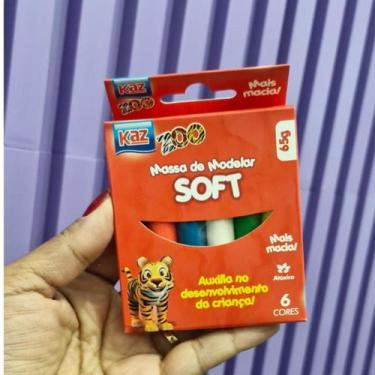 Kaz
ZOO
Mais
macia!
Kaz ZOO
65g
Massa de Modelar
SOFT
Mais
macia!
Atóxico
Auxilia no
desenvolvimento
da criança!
6
CORES